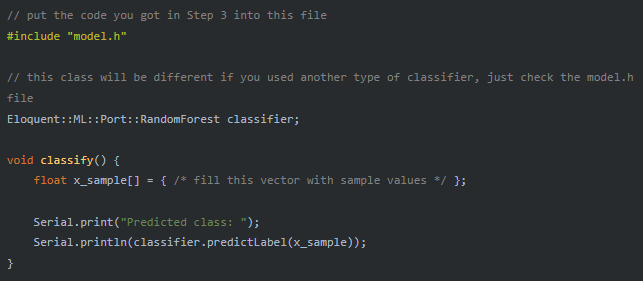 // put the code you got in Step 3 into this file
#include "model.h"
// this class will be different if you used another type of classifier, just check the model.h
file
Eloquent::ML::Port::RandomForest classifier;
void classify() {
    float x_sample[] = { /* fill this vector with sample values */ };
    Serial.print("Predicted class: ");
    Serial.println(classifier.predictLabel(x_sample));
}